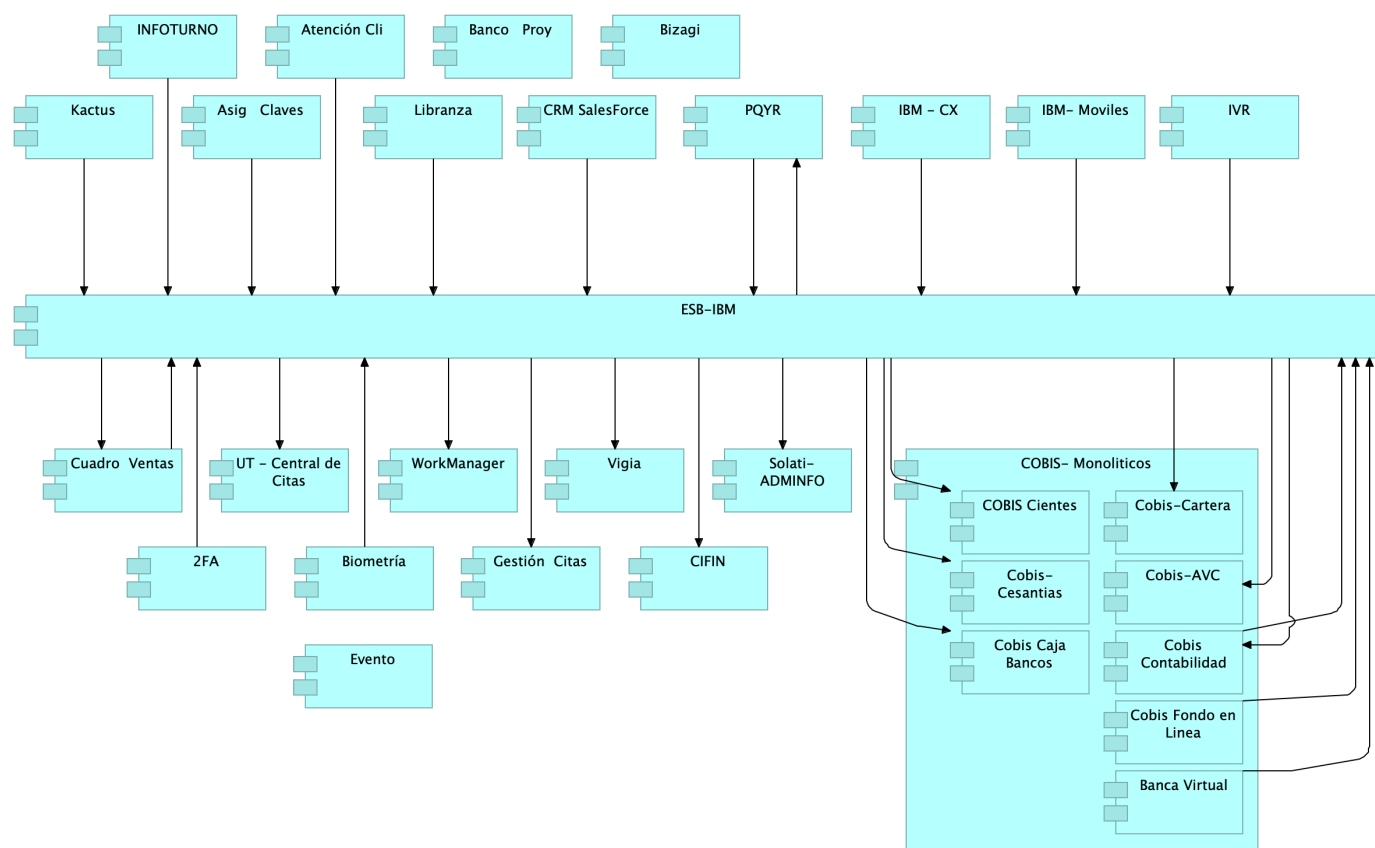 INFOTURNO
Atención Cli
Banco Proy
Bizagi
Kactus
Asig Claves
Libranza
CRM SalesForce
PQYR
IBM - CX
IBM- Moviles
IVR
ESB-IBM
Cuadro Ventas
UT - Central de
Citas
WorkManager
Vigia
Solati-
ADMINFO
COBIS- Monoliticos
COBIS Cientes
Cobis-Cartera
2FA
Biometría
Gestión Citas
CIFIN
Cobis-
Cesantias
Cobis-AVC
Cobis Caja
Bancos
Cobis
Contabilidad
Evento
Cobis Fondo en
Linea
Banca Virtual